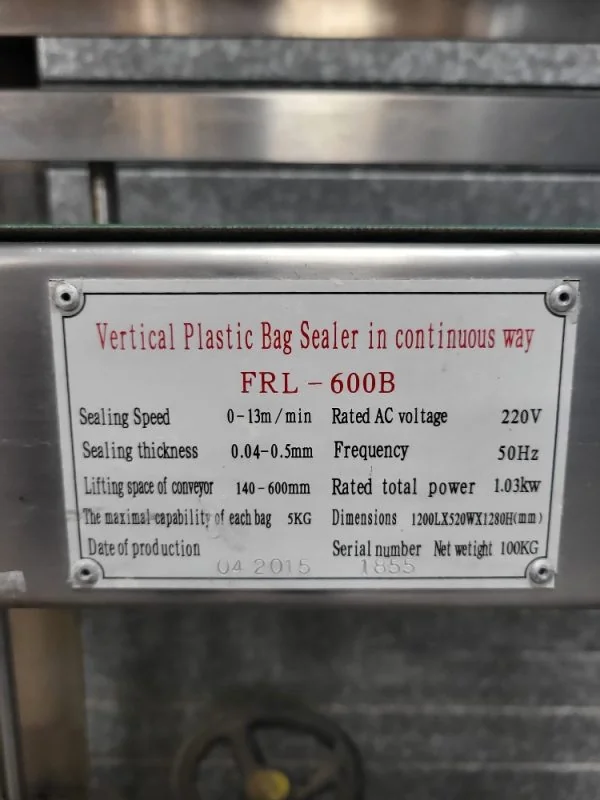 Vertical Plastic Bag Sealer in continuous way
FRL-600B
Sealing Speed 0-13m/min Rated AC voltage 220V
Sealing thickness 0.04-0.5mm Frequency 50Hz
Lifting space of conveyor 140-600mm Rated total power 1.03kw
The maximal capability of each bag 5KG Dimensions 1200LX520WX1280H(mm)
Date of production Serial number Net wetight 100KG
04 2015 1855